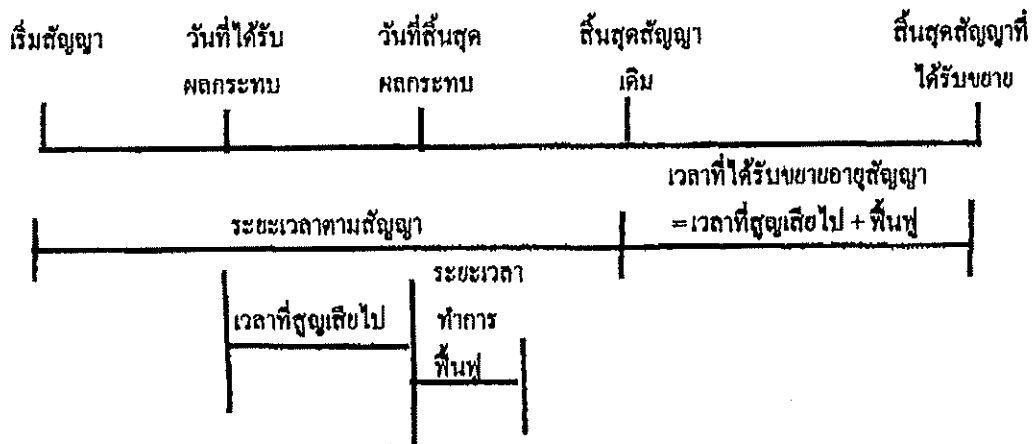 เริ่มสัญญา
วันที่ได้รับ
ผลกระทบ
วันที่สิ้นสุด
ผลกระทบ
สิ้นสุดสัญญา
เดิม
สิ้นสุดสัญญาที่
ได้รับขยาย
เวลาที่ได้รับขยายอายุสัญญา
=เวลาที่สูญเสียไป + ฟื้นฟู
ระยะเวลาตามสัญญา
เวลาที่สูญเสียไป
ระยะเวลา
ทำการ
ฟื้นฟู